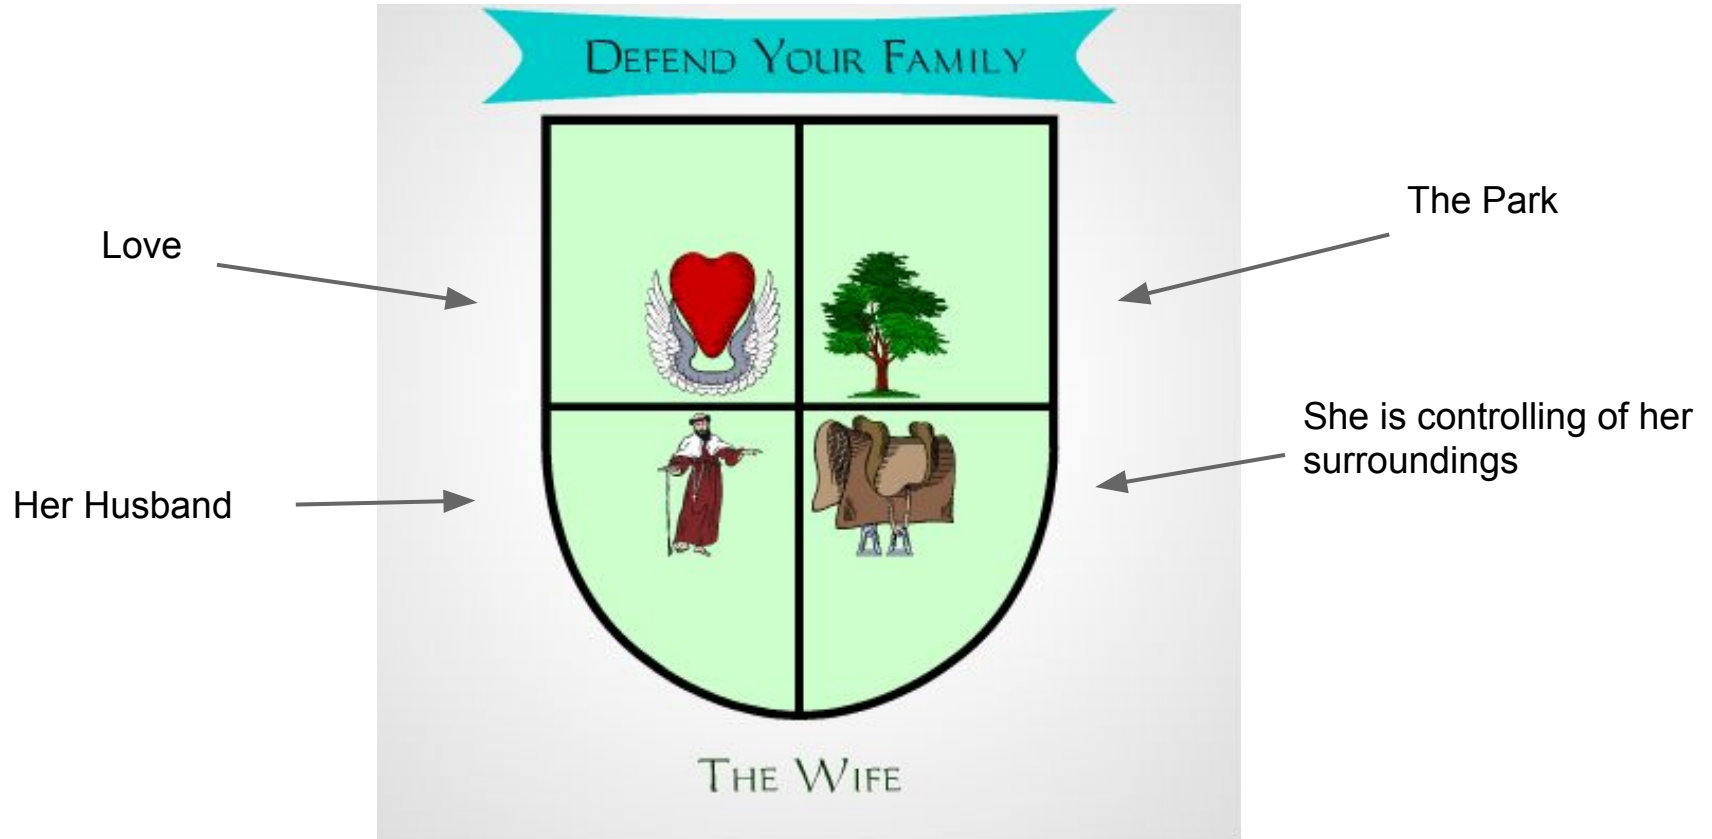 DEFEND YOUR FAMILY
Love
The Park
Her Husband
She is controlling of her
surroundings
THE WIFE